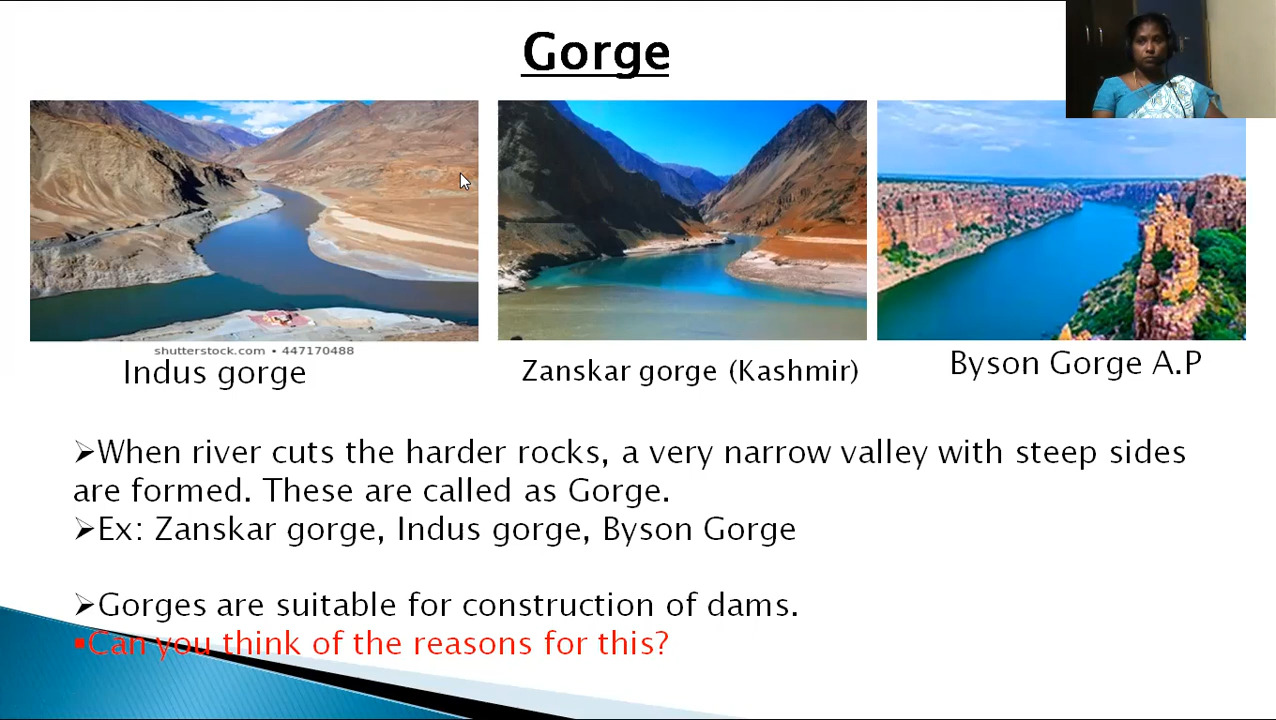 Gorge
shutterstock.com • 447170488
Indus gorge
Zanskar gorge (Kashmir)
Byson Gorge A.P
➢When river cuts the harder rocks, a very narrow valley with steep sides
are formed. These are called as Gorge.
➢Ex: Zanskar gorge, Indus gorge, Byson Gorge
➢Gorges are suitable for construction of dams.
▪Can you think of the reasons for this?